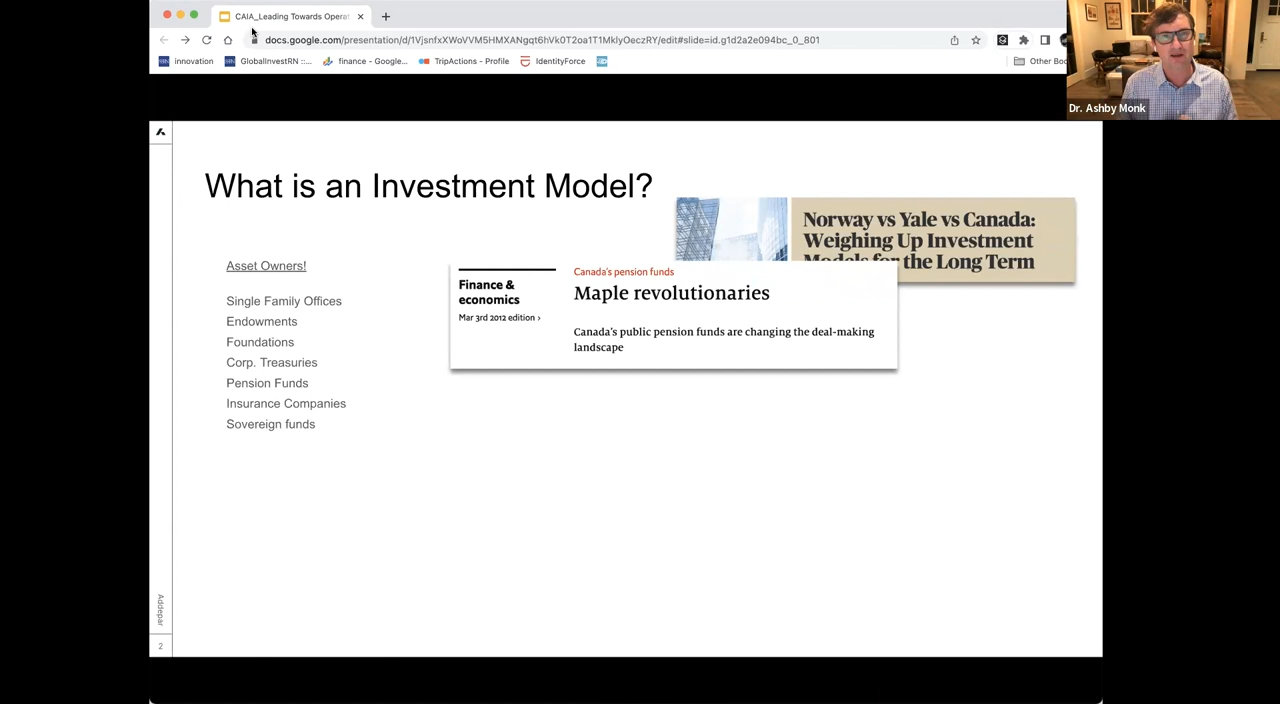 CAIA_Leading Towards Operat
docs.google.com/presentation/d/1VjsnfxXWoVVM5HMXANgqt6hVk0T2oa1T1MklyOeczRY/edit#slide=id.g1d2a2e094bc_0_801
innovation
GlobalinvestRN ::...
finance - Google...
TripActions - Profile
IdentityForce
Other Boo
Dr. Ashby Monk
What is an Investment Model?
Norway vs Yale vs Canada:
Weighing Up Investment
Models for the Long Term
Asset Owners!
Single Family Offices
Endowments
Foundations
Corp. Treasuries
Pension Funds
Insurance Companies
Sovereign funds
Finance &
economics
Mar 3rd 2012 edition ›
Canada's pension funds
Maple revolutionaries
Canada's public pension funds are changing the deal-making
landscape
Addepar
2